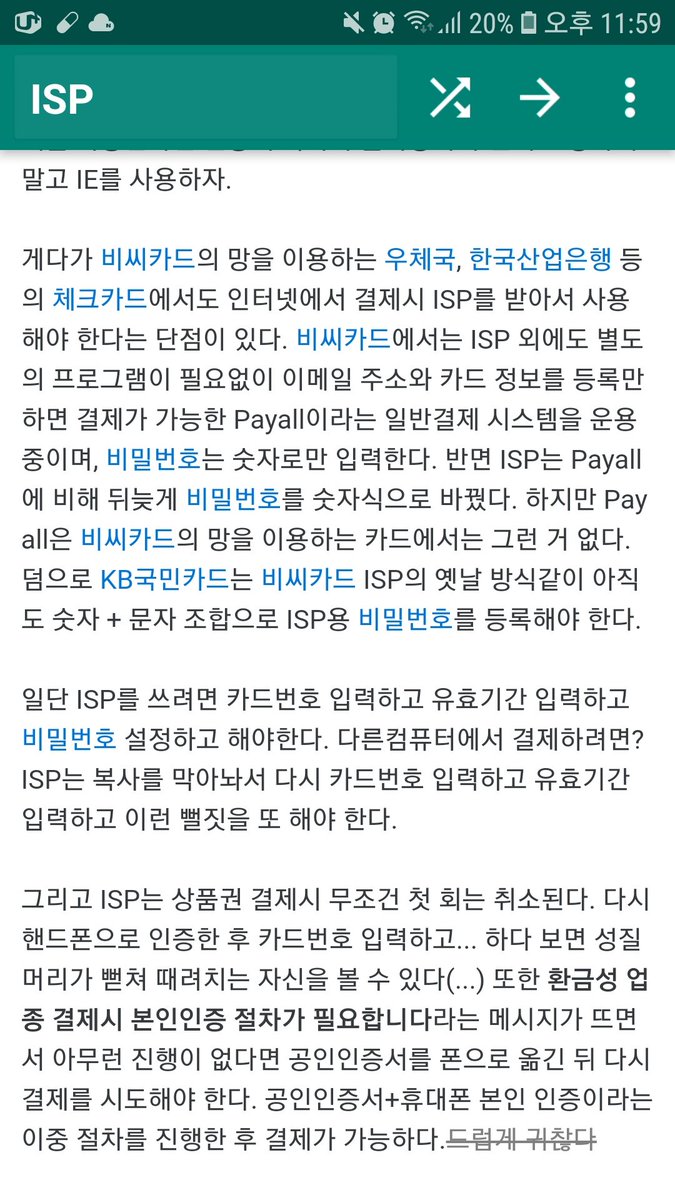 20% 오후 11:59
ISP
말고 IE를 사용하자.
게다가 비씨카드의 망을 이용하는 우체국, 한국산업은행 등
의 체크카드에서도 인터넷에서 결제시 ISP를 받아서 사용
해야 한다는 단점이 있다. 비씨카드에서는 ISP 외에도 별도
의 프로그램이 필요없이 이메일 주소와 카드 정보를 등록만
하면 결제가 가능한 Payall이라는 일반결제 시스템을 운용
중이며, 비밀번호는 숫자로만 입력한다. 반면 ISP는 Payall
에 비해 뒤늦게 비밀번호를 숫자식으로 바꿨다. 하지만 Pay
all은 비씨카드의 망을 이용하는 카드에서는 그런 거 없다.
덤으로 KB국민카드는 비씨카드 ISP의 옛날 방식같이 아직
도 숫자 + 문자 조합으로 ISP용 비밀번호를 등록해야 한다.
일단 ISP를 쓰려면 카드번호 입력하고 유효기간 입력하고
비밀번호 설정하고 해야한다. 다른컴퓨터에서 결제하려면?
ISP는 복사를 막아놔서 다시 카드번호 입력하고 유효기간
입력하고 이런 뻘짓을 또 해야 한다.
그리고 ISP는 상품권 결제시 무조건 첫 회는 취소된다. 다시
핸드폰으로 인증한 후 카드번호 입력하고... 하다 보면 성질
머리가 뻗쳐 때려치는 자신을 볼 수 있다(...) 또한 환금성 업
종 결제시 본인인증 절차가 필요합니다라는 메시지가 뜨면
서 아무런 진행이 없다면 공인인증서를 폰으로 옮긴 뒤 다시
결제를 시도해야 한다. 공인인증서+휴대폰 본인 인증이라는
이중 절차를 진행한 후 결제가 가능하다.드럽게 귀찮다